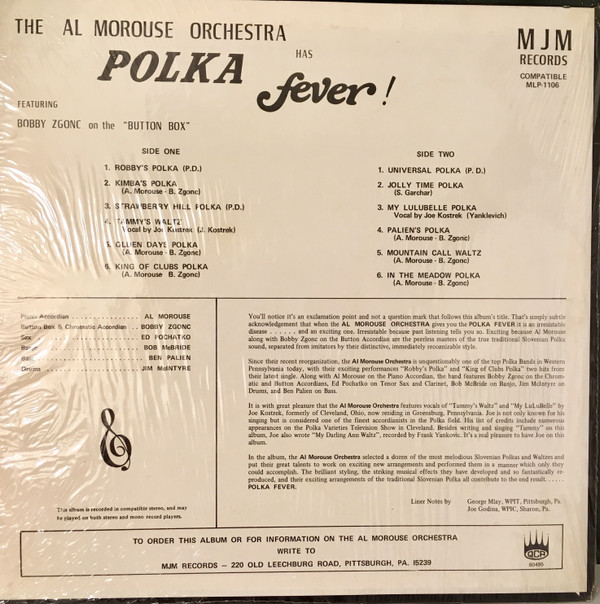 THE AL MOROUSE ORCHESTRA
HAS
POLKA
fever!
MJM
RECORDS
COMPATIBLE
MLP-1106
FEATURING
BOBBY ZGONC on the "BUTTON BOX"
SIDE ONE
1. ROBBY'S POLKA (P.D.)
2. KIMBA'S POLKA
(A. Morouse - B. Zgonc)
3. STRAWBERRY HILL POLKA (P.D.)
4. TAMMY'S WALTZ
Vocal by Joe Kostrek (J. Kostrek)
5. GLUEN DAYS POLKA
(A. Morouse - B. Zgonc)
6. KING OF CLUBS POLKA
(A. Morouse B. Zgonc)
SIDE TWO
1. UNIVERSAL POLKA (P. D.)
2. JOLLY TIME POLKA
(S. Garchar)
3. MY LULUBELLE POLKA
Vocal by Joe Kostrek (Yanklevich)
4. PALIEN'S POLKA
(A. Morouse - B. Zgonc)
5. MOUNTAIN CALL WALTZ
(A. Morouse - B. Zgonc)
6. IN THE MEADOW POLKA
(A. Morouse - B. Zgonc)
Piano Accordian . . . . . . . . . . . . . . . . AL MOROUSE
Button Box & Chromatic Accordian . . BOBBY ZGONC
Sax . . . . . . . . . . . . . . . . . . . . . ED POCHATKO
BOB McBRIDE
BEN PALIEN
Drums . . . . . . . . . . . . . . . . . . . . JIM McINTYRE
This album is recorded in compatible stereo, and may
be played on both stereo and mono record players.
You'll notice it's an exclamation point and not a question mark that follows this album's title. That's simply subtle
acknowledgement that when the AL MOROUSE ORCHESTRA gives you the POLKA FEVER it is an irresistable
disease . . . . . . and an exciting one. Irresistable because past listening tells you so. Exciting because Al Morouse
along with Bobby Zgonc on the Button Accordian are the peerless masters of the true traditional Slovenian Polka
sound, separated from imitators by their distinctive, immediately recognizable style.
Since their recent reorganization, the Al Morouse Orchestra is unquestionably one of the top Polka Bands in Western
Pennsylvania today, with their exciting performances "Robby's Polka" and "King of Clubs Polka" two hits from
their latest single. Along with Al Morouse on the Piano Accordian, the band features Bobby Zgonc on the Chrom-
atic and Button Accordians, Ed Pochatko on Tenor Sax and Clarinet, Bob McBride on Banjo, Jim McIntyre on
Drums, and Ben Palien on Bass.
It is with great pleasure that the Al Morouse Orchestra features vocals of "Tammy's Waltz" and "My LuLuBelle" by
Joe Kostrek, formerly of Cleveland, Ohio, now residing in Greensburg, Pennsylvania. Joe is not only known for his
singing but is considered one of the finest accordionists in the Polka field. His list of credits include numerous
appearances on the Polka Varieties Television Show in Cleveland. Besides writing and singing "Tammy" on this
album, Joe also wrote "My Darling Ann Waltz", recorded by Frank Yankovic. It's a real pleasure to have Joe on this
album.
In the album, the Al Morouse Orchestra selected a dozen of the most melodious Slovenian Polkas and Waltzes and
put their great talents to work on exciting new arrangements and performed them in a manner which only they
could accomplish. The brilliant styling, the striking musical effects they have developed and so fantastically re-
produced, and their exciting arrangements of the traditional Slovenian Polka all contribute to the end result. . . . .
POLKA FEVER.
Liner Notes by George Mlay, WPIT, Pittsburgh, Pa.
Joe Godina, WPIC, Sharon, Pa.
TO ORDER THIS ALBUM OR FOR INFORMATION ON THE AL MOROUSE ORCHESTRA
WRITE TO
MJM RECORDS — 220 OLD LEECHBURG ROAD, PITTSBURGH, PA. 15239
QCA
60495